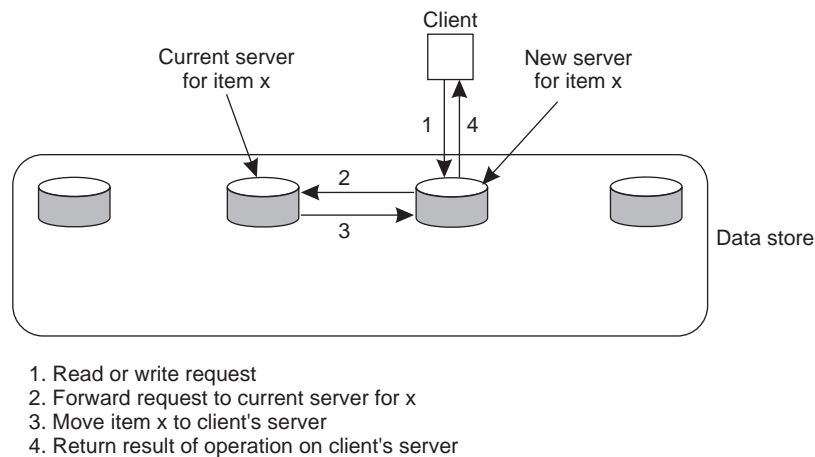 Client
Current server
for item x
New server
for item x
1
4
2
3
Data store
1. Read or write request
2. Forward request to current server for x
3. Move item x to client's server
4. Return result of operation on client's server